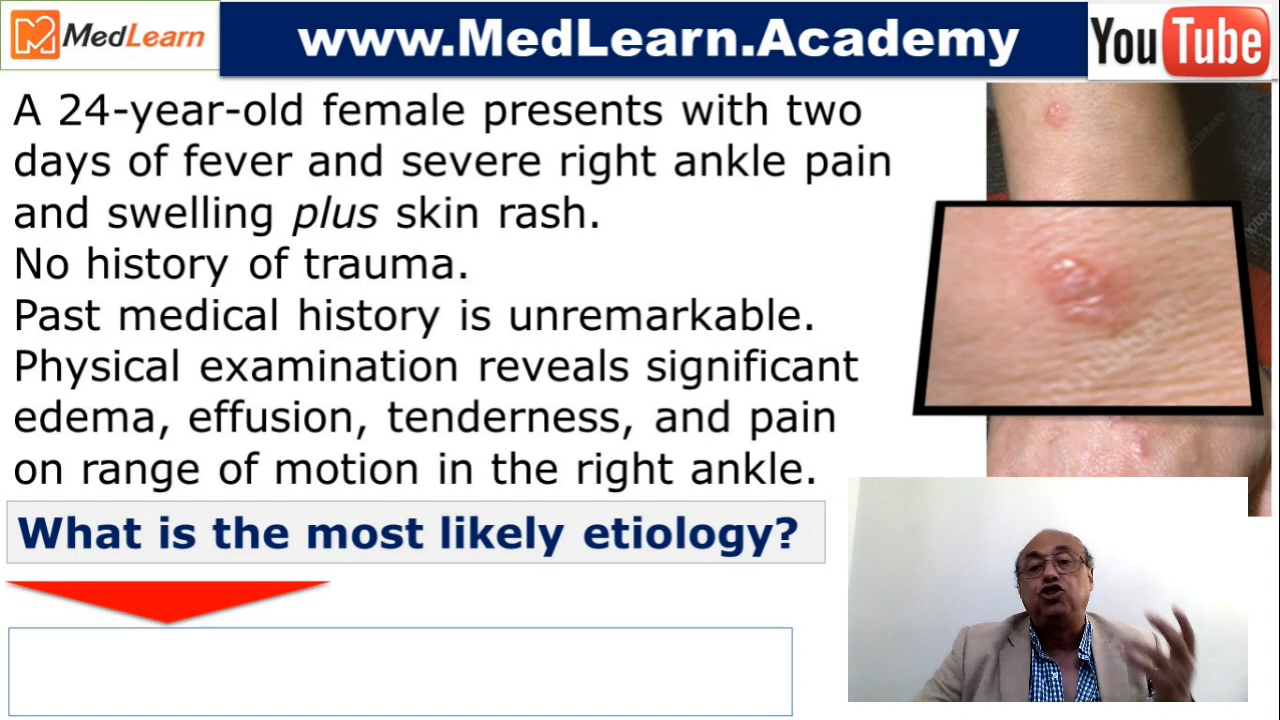 MedLearn
www.MedLearn.Academy
YouTube
A 24-year-old female presents with two
days of fever and severe right ankle pain
and swelling plus skin rash.
No history of trauma.
Past medical history is unremarkable.
Physical examination reveals significant
edema, effusion, tenderness, and pain
on range of motion in the right ankle.
What is the most likely etiology?